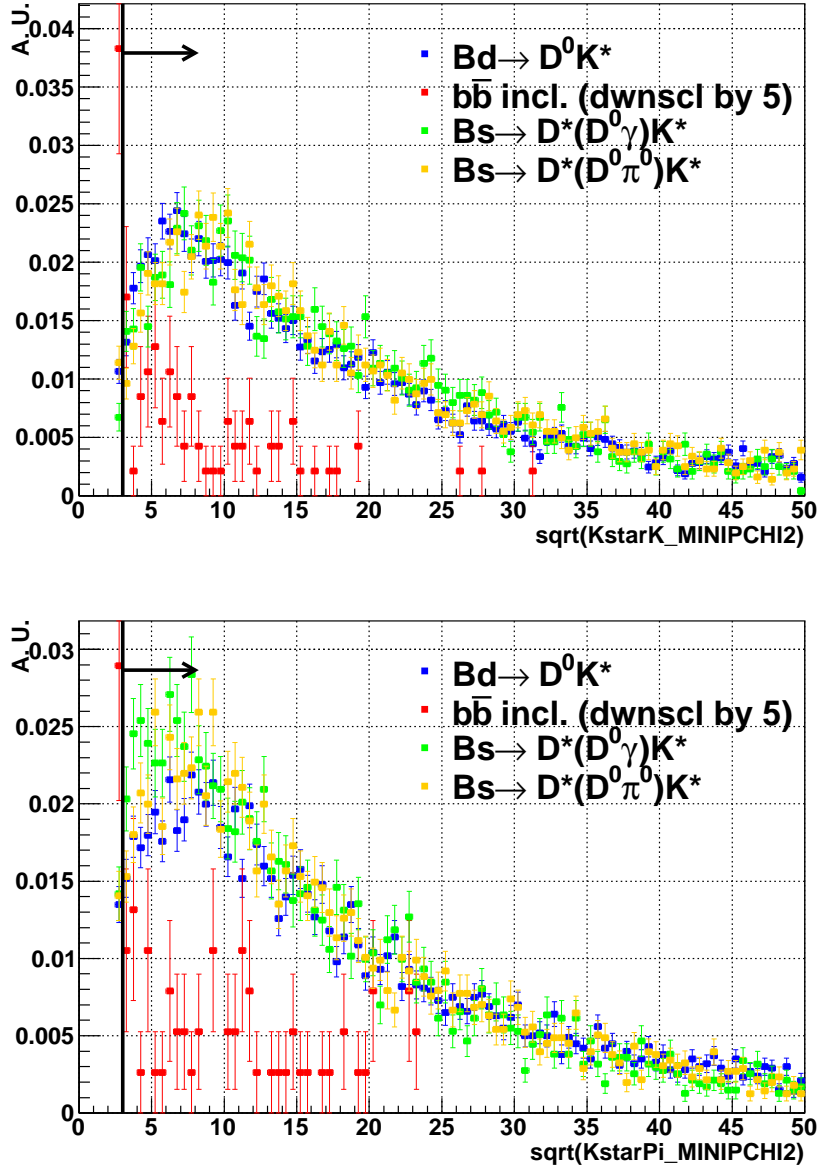 A. U.
0.04
0.035
0.03
0.025
0.02
0.015
0.01
0.005
0
Bd→ D⁰K*
bb̅ incl. (dwnscl by 5)
Bs→ D*(D⁰γ)K*
Bs→ D*(D⁰π⁰)K*
0 5 10 15 20 25 30 35 40 45 50
sqrt(KstarK_MINIPCHI2)
A. U.
0.03
0.025
0.02
0.015
0.01
0.005
0
Bd→ D⁰K*
bb̅ incl. (dwnscl by 5)
Bs→ D*(D⁰γ)K*
Bs→ D*(D⁰π⁰)K*
0 5 10 15 20 25 30 35 40 45 50
sqrt(KstarPi_MINIPCHI2)